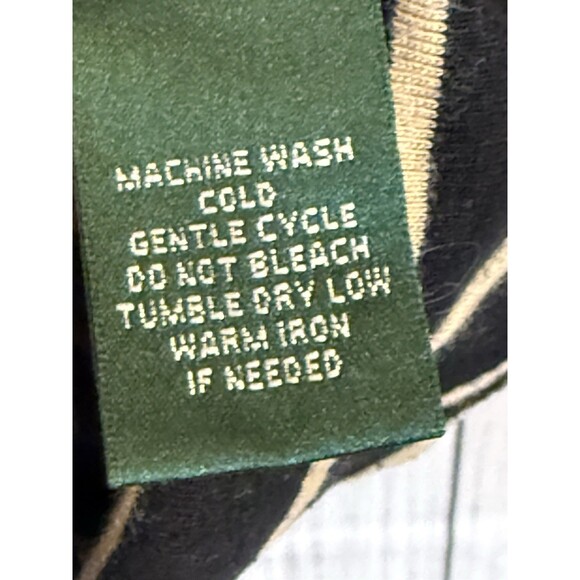 MACHINE WASH
COLD
GENTLE CYCLE
DO NOT BLEACH
TUMBLE DRY LOW
WARM IRON
IF NEEDED